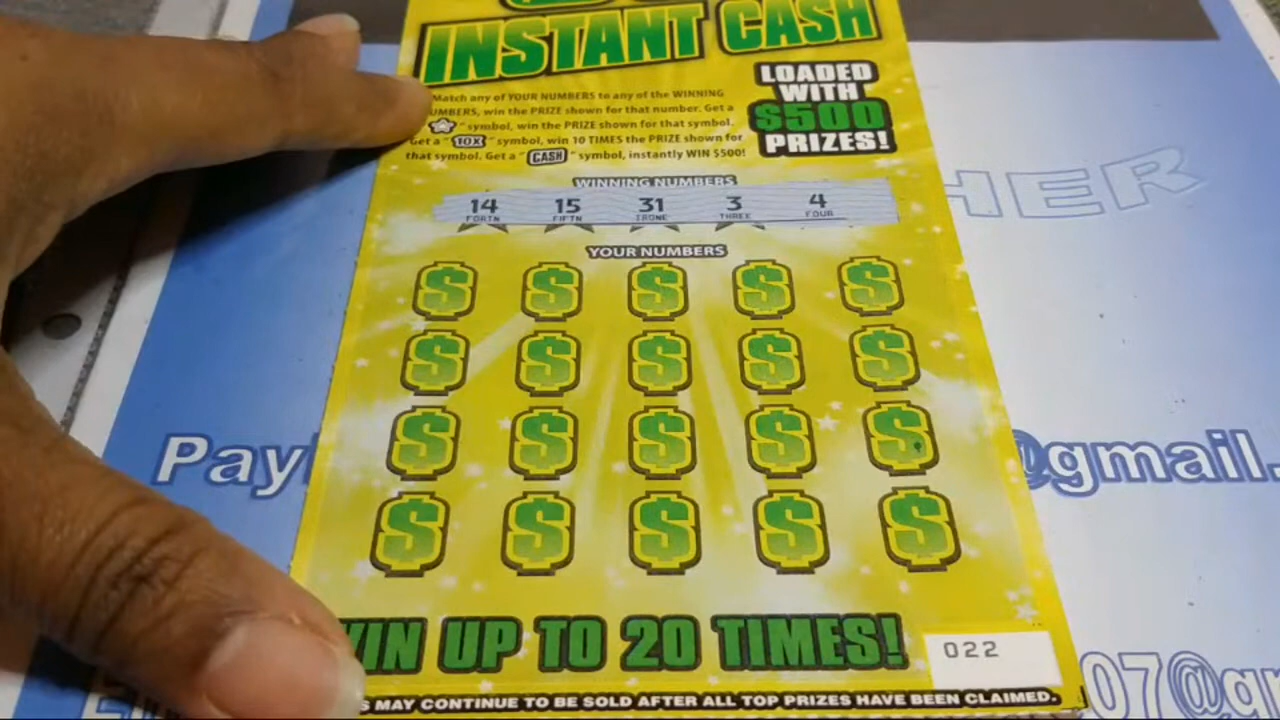 INSTANT CASH
LOADED
WITH
$500
PRIZES!
Match any of YOUR NUMBERS to any of the WINNING
UMBERS, win the PRIZE shown for that number. Get a
" symbol, win the PRIZE shown for that symbol.
Get a "10X" symbol, win 10 TIMES the PRIZE shown for
that symbol. Get a "CASH" symbol, instantly WIN $500!
WINNING NUMBERS
14 15 31 3 4
FORTN FIFTN TRONE THREE FOUR
YOUR NUMBERS
$ $ $ $ $
$ $ $ $ $
$ $ $ $ $
$ $ $ $ $
WIN UP TO 20 TIMES!
022
S MAY CONTINUE TO BE SOLD AFTER ALL TOP PRIZES HAVE BEEN CLAIMED.
HER
Pay
@gmail.
07@g